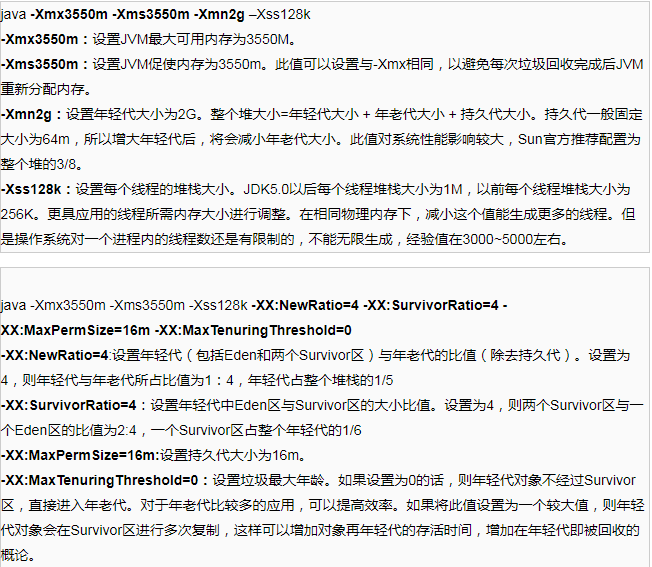 java -Xmx3550m -Xms3550m -Xmn2g –Xss128k
-Xmx3550m：设置JVM最大可用内存为3550M。
-Xms3550m：设置JVM促使内存为3550m。此值可以设置与-Xmx相同，以避免每次垃圾回收完成后JVM
重新分配内存。
-Xmn2g：设置年轻代大小为2G。整个堆大小=年轻代大小 + 年老代大小 + 持久代大小。持久代一般固定
大小为64m，所以增大年轻代后，将会减小年老代大小。此值对系统性能影响较大，Sun官方推荐配置为
整个堆的3/8。
-Xss128k：设置每个线程的堆栈大小。JDK5.0以后每个线程堆栈大小为1M，以前每个线程堆栈大小为
256K。更具应用的线程所需内存大小进行调整。在相同物理内存下，减小这个值能生成更多的线程。但
是操作系统对一个进程内的线程数还是有限制的，不能无限生成，经验值在3000~5000左右。
java -Xmx3550m -Xms3550m -Xss128k -XX:NewRatio=4 -XX:SurvivorRatio=4 -
XX:MaxPermSize=16m -XX:MaxTenuringThreshold=0
-XX:NewRatio=4:设置年轻代（包括Eden和两个Survivor区）与年老代的比值（除去持久代）。设置为
4，则年轻代与年老代所占比值为1：4，年轻代占整个堆栈的1/5
-XX:SurvivorRatio=4：设置年轻代中Eden区与Survivor区的大小比值。设置为4，则两个Survivor区与一
个Eden区的比值为2:4，一个Survivor区占整个年轻代的1/6
-XX:MaxPermSize=16m:设置持久代大小为16m。
-XX:MaxTenuringThreshold=0：设置垃圾最大年龄。如果设置为0的话，则年轻代对象不经过Survivor
区，直接进入年老代。对于年老代比较多的应用，可以提高效率。如果将此值设置为一个较大值，则年轻
代对象会在Survivor区进行多次复制，这样可以增加对象再年轻代的存活时间，增加在年轻代即被回收的
概论。